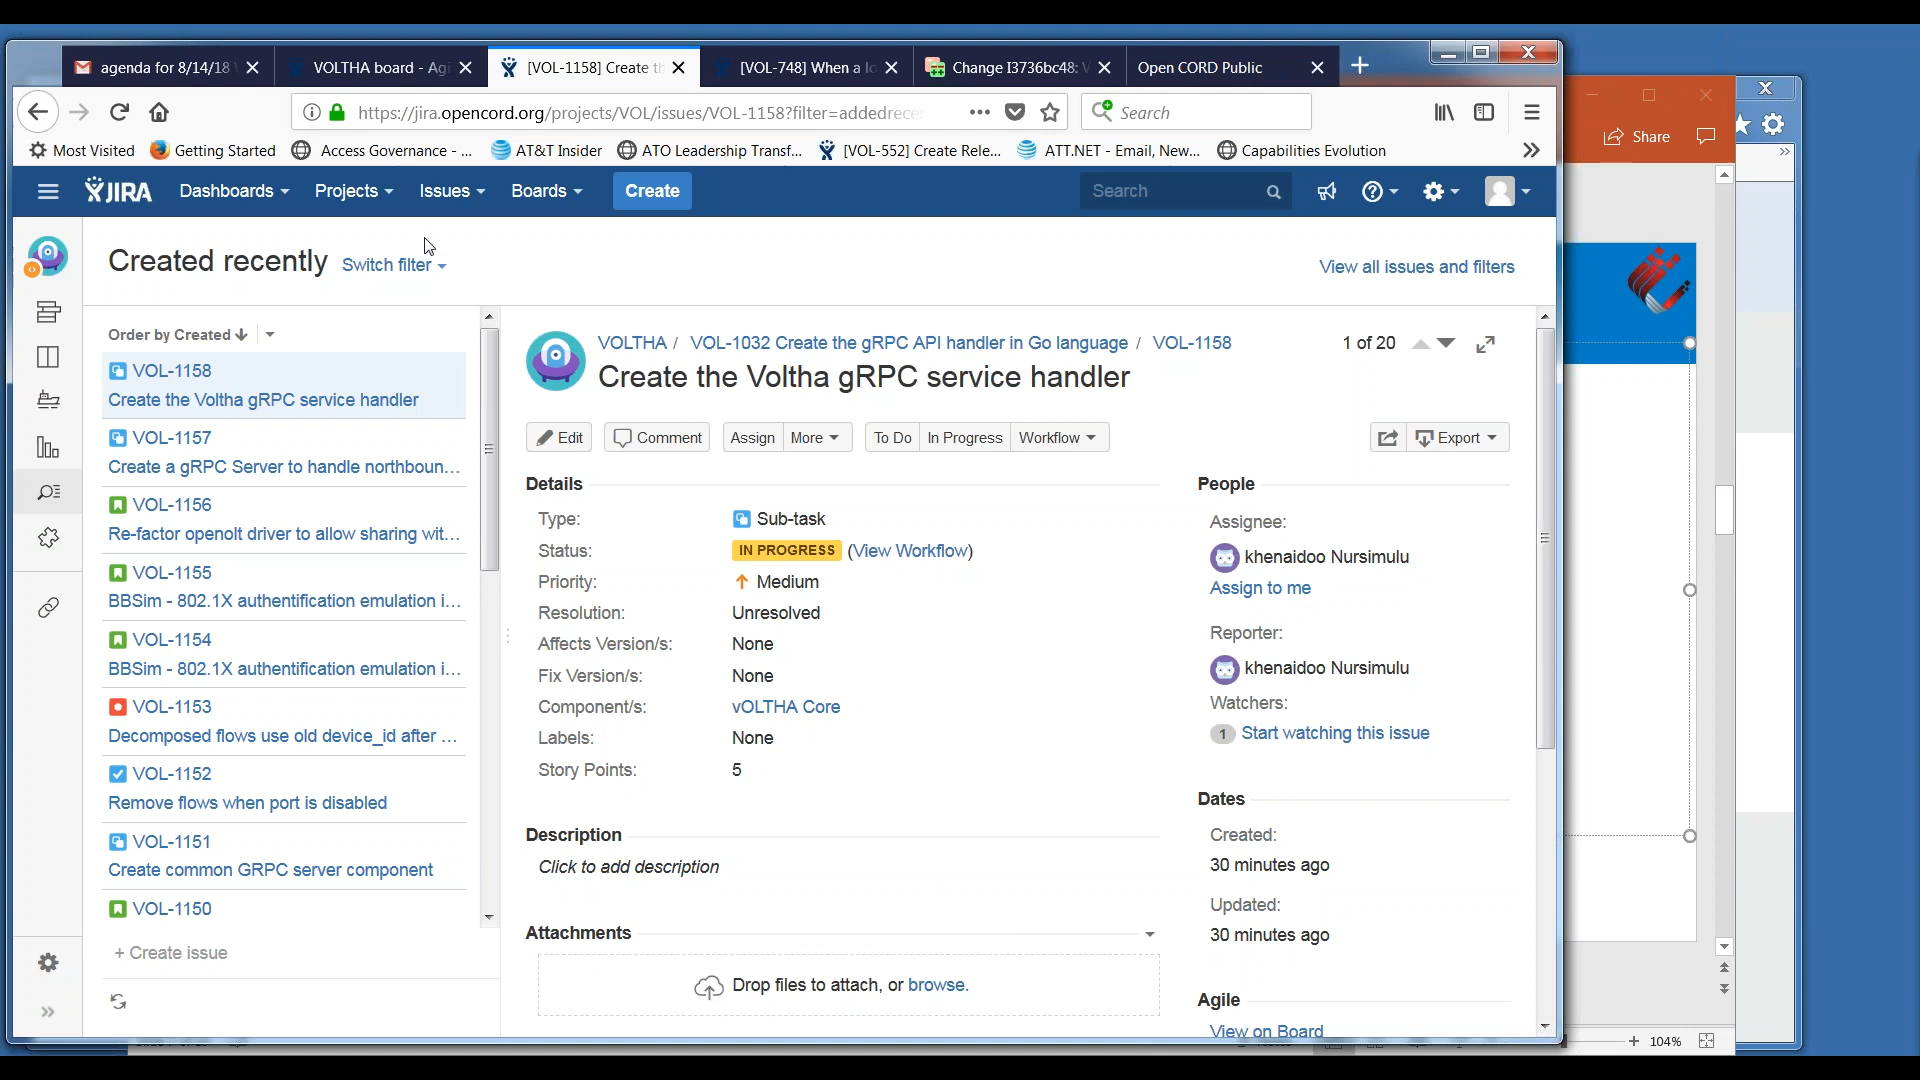 agenda for 8/14/18
VOLTHA board - Agi
[VOL-1158] Create th
[VOL-748] When a lo
Change I3736bc48: V
Open CORD Public
https://jira.opencord.org/projects/VOL/issues/VOL-1158?filter=addedrecen
Search
Share
Most Visited
Getting Started
Access Governance - ...
AT&T Insider
ATO Leadership Transf...
[VOL-552] Create Rele...
ATT.NET - Email, New...
Capabilities Evolution
JIRA
Dashboards
Projects
Issues
Boards
Create
Search
Created recently
Switch filter
View all issues and filters
Order by Created
VOL-1158
Create the Voltha gRPC service handler
VOL-1157
Create a gRPC Server to handle northboun...
VOL-1156
Re-factor openolt driver to allow sharing wit...
VOL-1155
BBSim - 802.1X authentification emulation i...
VOL-1154
BBSim - 802.1X authentification emulation i...
VOL-1153
Decomposed flows use old device_id after ...
VOL-1152
Remove flows when port is disabled
VOL-1151
Create common GRPC server component
VOL-1150
+ Create issue
VOLTHA / VOL-1032 Create the gRPC API handler in Go language / VOL-1158
1 of 20
Create the Voltha gRPC service handler
Edit
Comment
Assign
More
To Do
In Progress
Workflow
Export
Details
Type: Sub-task
Status: IN PROGRESS (View Workflow)
Priority: Medium
Resolution: Unresolved
Affects Version/s: None
Fix Version/s: None
Component/s: vOLTHA Core
Labels: None
Story Points: 5
Description
Click to add description
Attachments
Drop files to attach, or browse.
People
Assignee:
khenaidoo Nursimulu
Assign to me
Reporter:
khenaidoo Nursimulu
Watchers:
1 Start watching this issue
Dates
Created:
30 minutes ago
Updated:
30 minutes ago
Agile
View on Board
104%